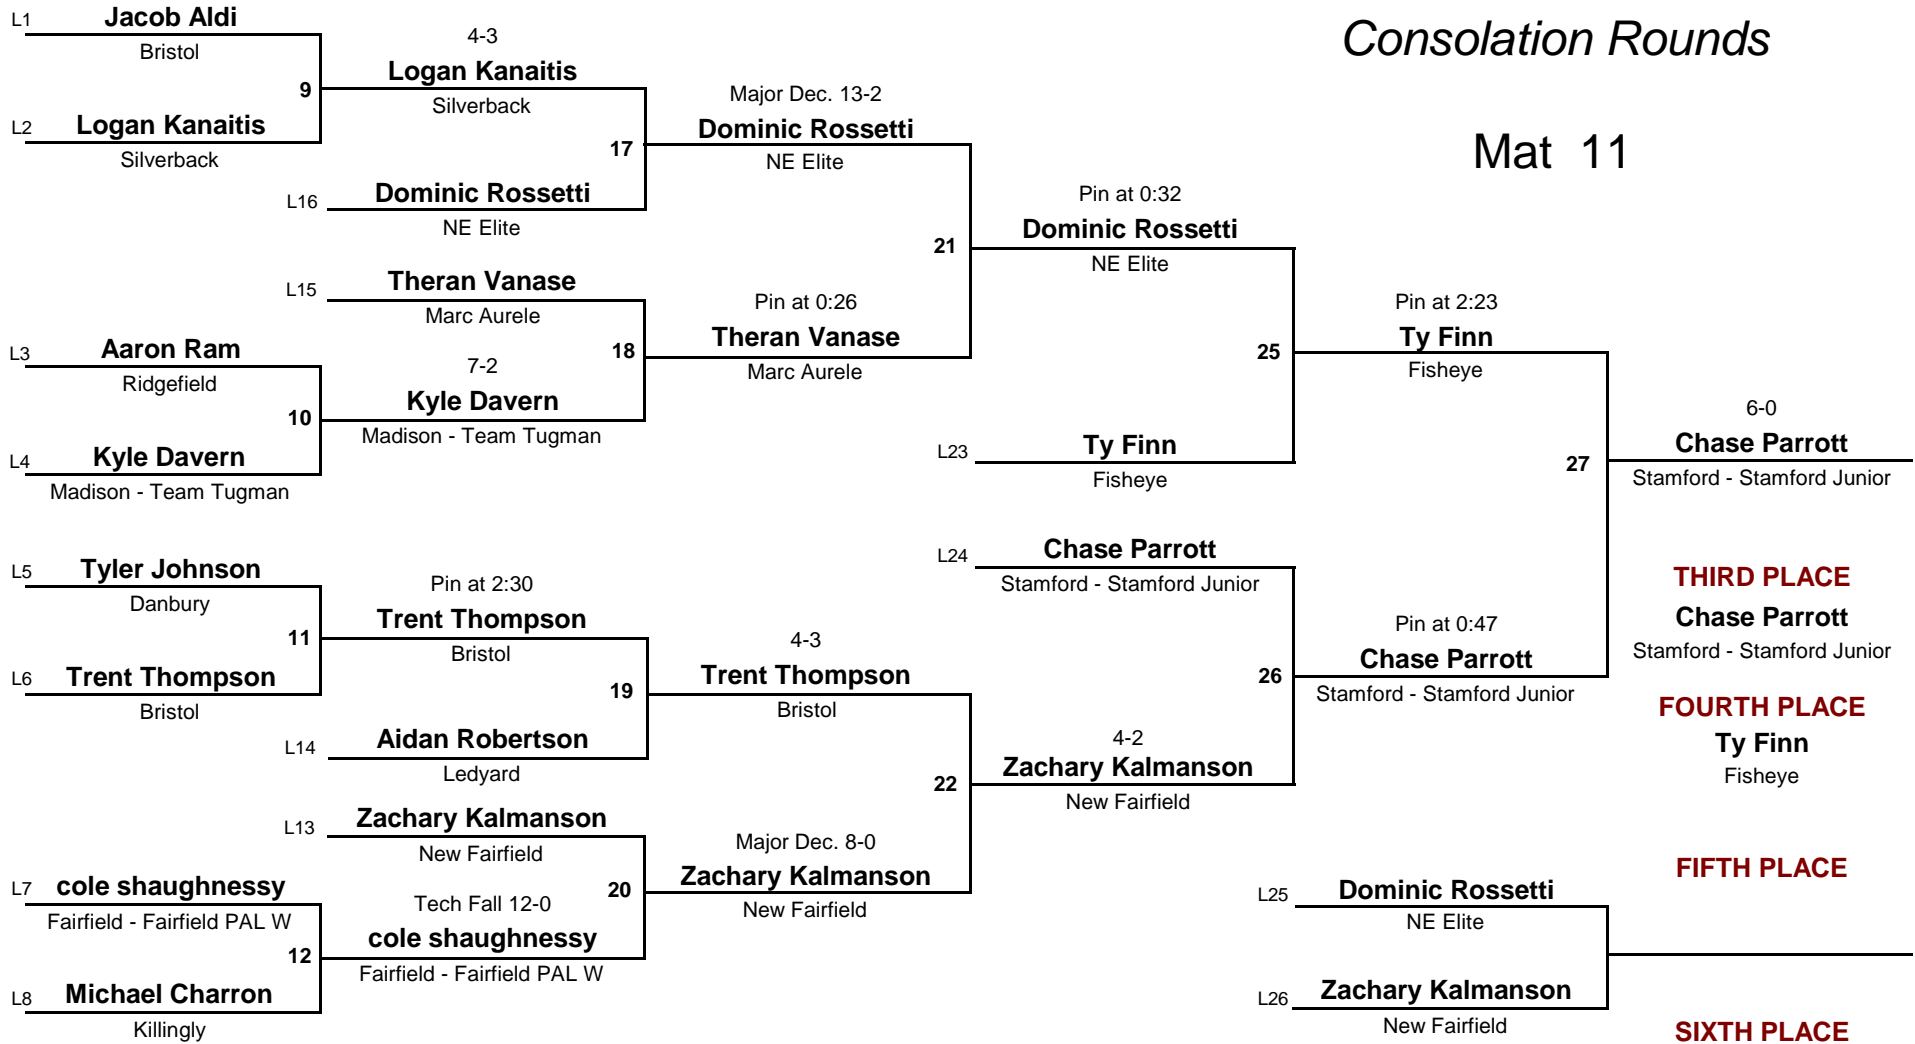 Consolation Rounds
Mat 11
L1
Jacob Aldi
Bristol
9
L2
Logan Kanaitis
Silverback
4-3
Logan Kanaitis
Silverback
17
L16
Dominic Rossetti
NE Elite
Major Dec. 13-2
Dominic Rossetti
NE Elite
21
L15
Theran Vanase
Marc Aurele
18
L3
Aaron Ram
Ridgefield
10
L4
Kyle Davern
Madison - Team Tugman
7-2
Kyle Davern
Madison - Team Tugman
Pin at 0:26
Theran Vanase
Marc Aurele
Pin at 0:32
Dominic Rossetti
NE Elite
25
L23
Ty Finn
Fisheye
Pin at 2:23
Ty Finn
Fisheye
27
L5
Tyler Johnson
Danbury
11
L6
Trent Thompson
Bristol
Pin at 2:30
Trent Thompson
Bristol
19
L14
Aidan Robertson
Ledyard
4-3
Trent Thompson
Bristol
22
L13
Zachary Kalmanson
New Fairfield
20
L7
cole shaughnessy
Fairfield - Fairfield PAL W
12
L8
Michael Charron
Killingly
Tech Fall 12-0
cole shaughnessy
Fairfield - Fairfield PAL W
Major Dec. 8-0
Zachary Kalmanson
New Fairfield
L24
Chase Parrott
Stamford - Stamford Junior
26
4-2
Zachary Kalmanson
New Fairfield
Pin at 0:47
Chase Parrott
Stamford - Stamford Junior
6-0
Chase Parrott
Stamford - Stamford Junior
THIRD PLACE
Chase Parrott
Stamford - Stamford Junior
FOURTH PLACE
Ty Finn
Fisheye
L25
Dominic Rossetti
NE Elite
L26
Zachary Kalmanson
New Fairfield
FIFTH PLACE
SIXTH PLACE